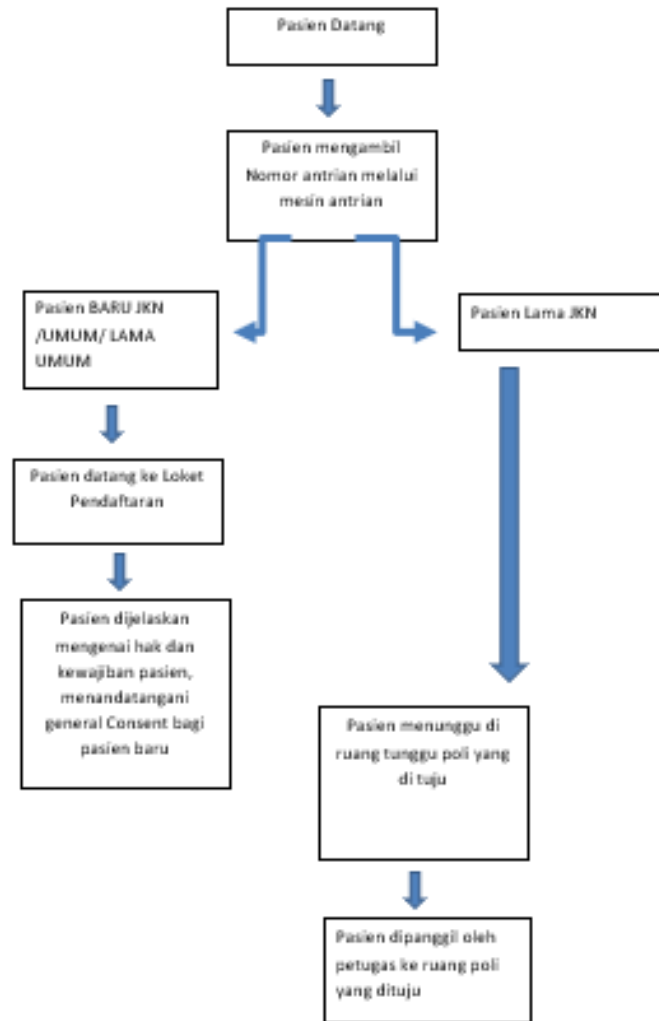 Pasien Datang
Pasien mengambil
Nomor antrian melalui
mesin antrian
Pasien BARU JKN
/UMUM/ LAMA
UMUM
Pasien Lama JKN
Pasien datang ke Loket
Pendaftaran
Pasien dijelaskan
mengenai hak dan
kewajiban pasien,
menandatangani
general Consent bagi
pasien baru
Pasien menunggu di
ruang tunggu poli yang
di tuju
Pasien dipanggil oleh
petugas ke ruang poli
yang dituju